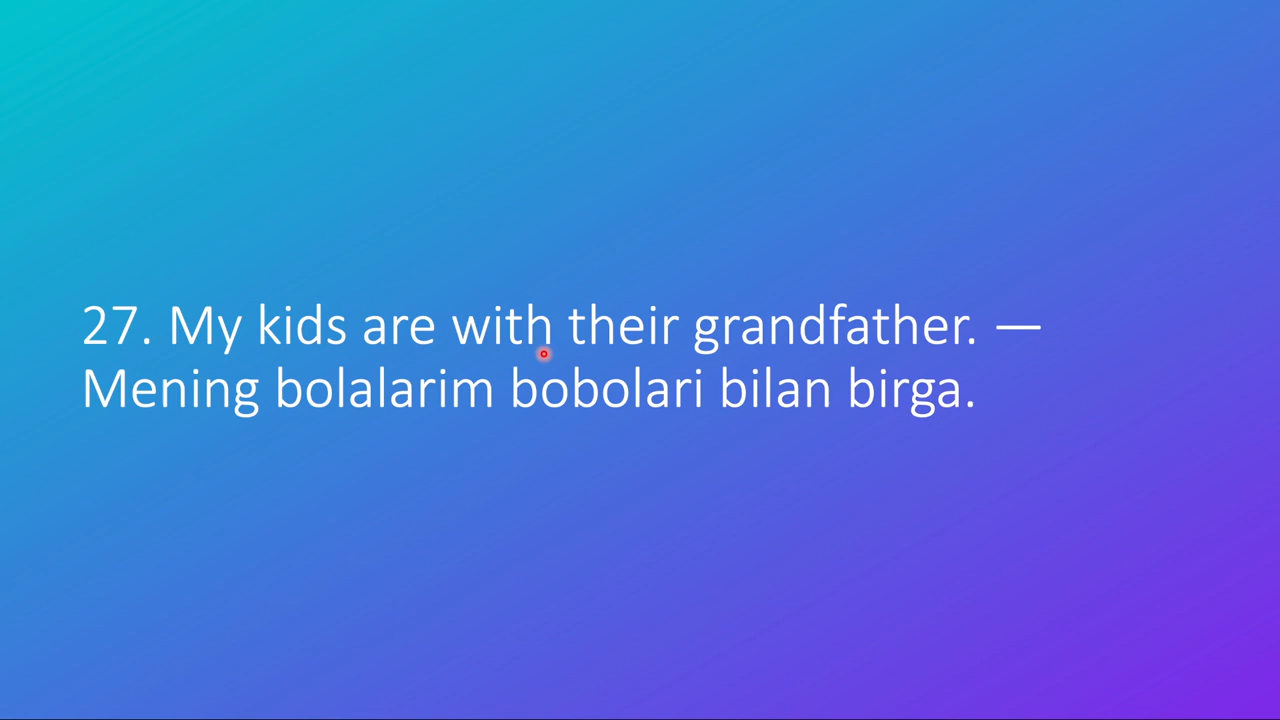 27. My kids are with their grandfather. —
Mening bolalarim bobolari bilan birga.